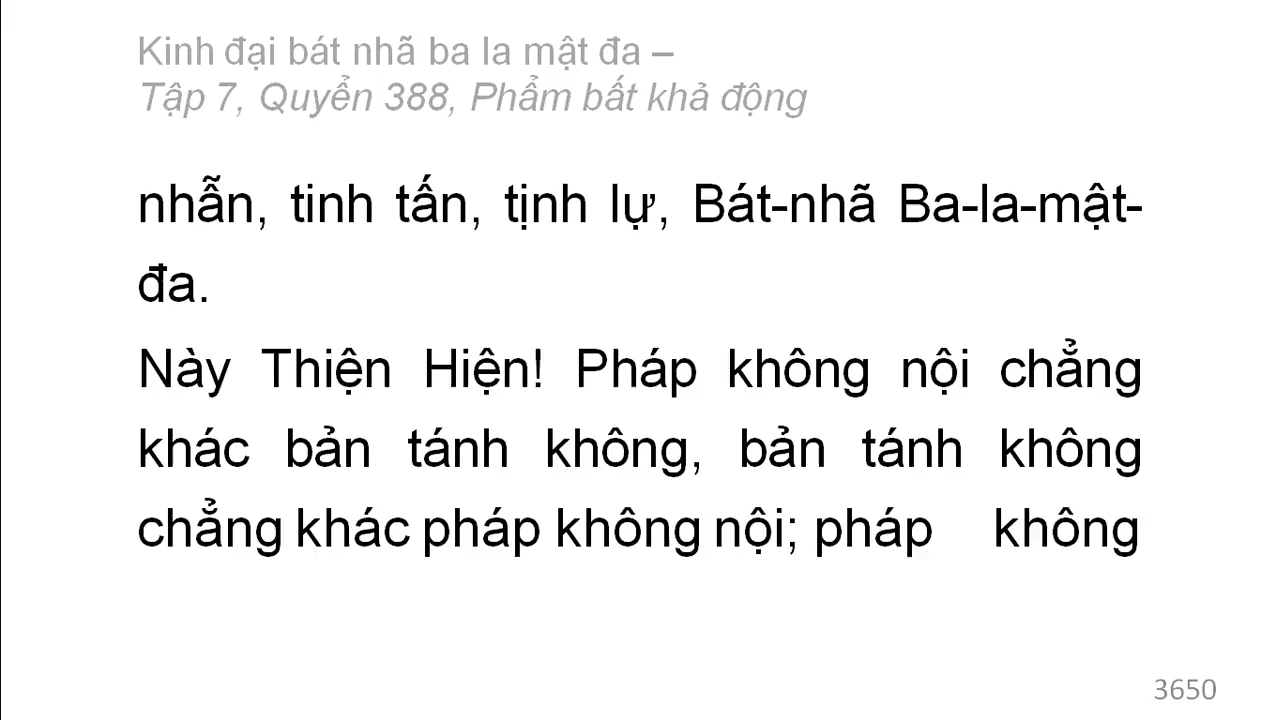 Kinh đại bát nhã ba la mật đa –
Tập 7, Quyển 388, Phẩm bất khả động
nhẫn, tinh tấn, tịnh lự, Bát-nhã Ba-la-mật-
đa.
Này Thiện Hiện! Pháp không nội chẳng
khác bản tánh không, bản tánh không
chẳng khác pháp không nội; pháp không
3650